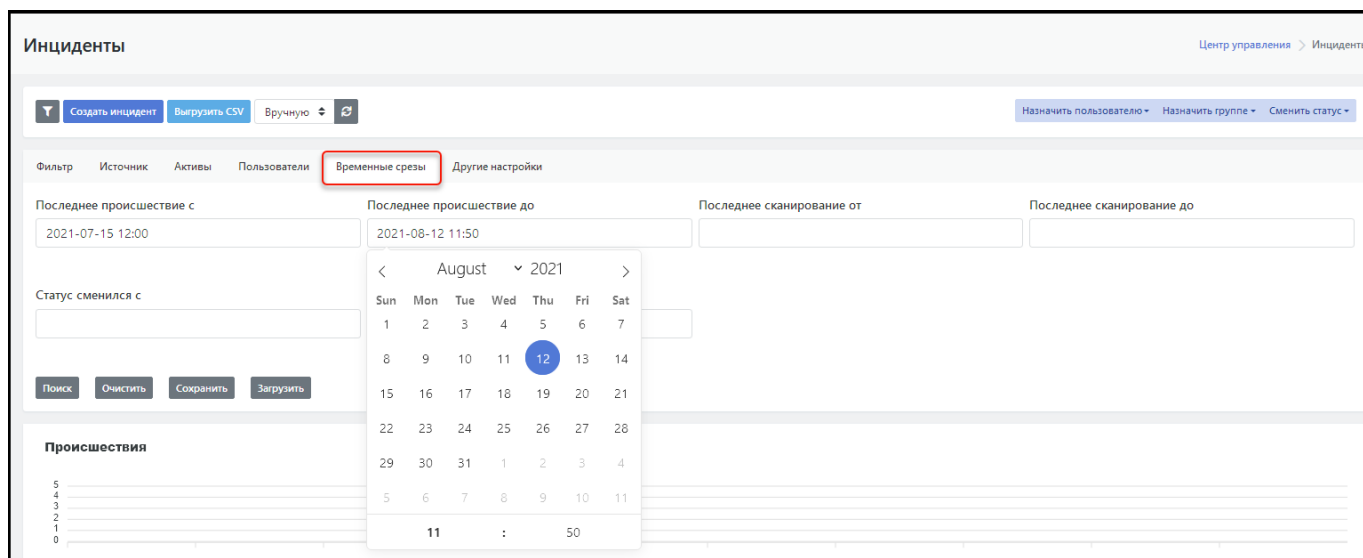 Инциденты
Центр управления > Инциденты
Создать инцидент Выгрузить CSV Вручную Назначить пользователю Назначить группе Сменить статус
Фильтр Источник Активы Пользователи Временные срезы Другие настройки
Последнее происшествие с Последнее происшествие до Последнее сканирование от Последнее сканирование до
2021-07-15 12:00 2021-08-12 11:50
August 2021
Статус сменился с
Sun Mon Tue Wed Thu Fri Sat
1 2 3 4 5 6 7
8 9 10 11 12 13 14
Поиск Очистить Сохранить Загрузить
15 16 17 18 19 20 21
22 23 24 25 26 27 28
Происшествия
29 30 31 1 2 3 4
5 6 7 8 9 10 11
5
4
3
2
1
0
11 : 50